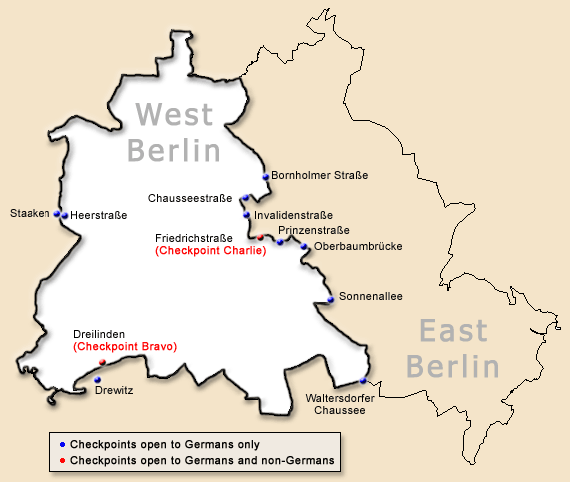 West
Berlin
Bornholmer Straße
Chausseestraße
Staaken
Heerstraße
Invalidenstraße
Prinzenstraße
Friedrichstraße
(Checkpoint Charlie)
Oberbaumbrücke
Sonnenallee
East
Berlin
Dreilinden
(Checkpoint Bravo)
Drewitz
Waltersdorfer
Chaussee
Checkpoints open to Germans only
Checkpoints open to Germans and non-Germans